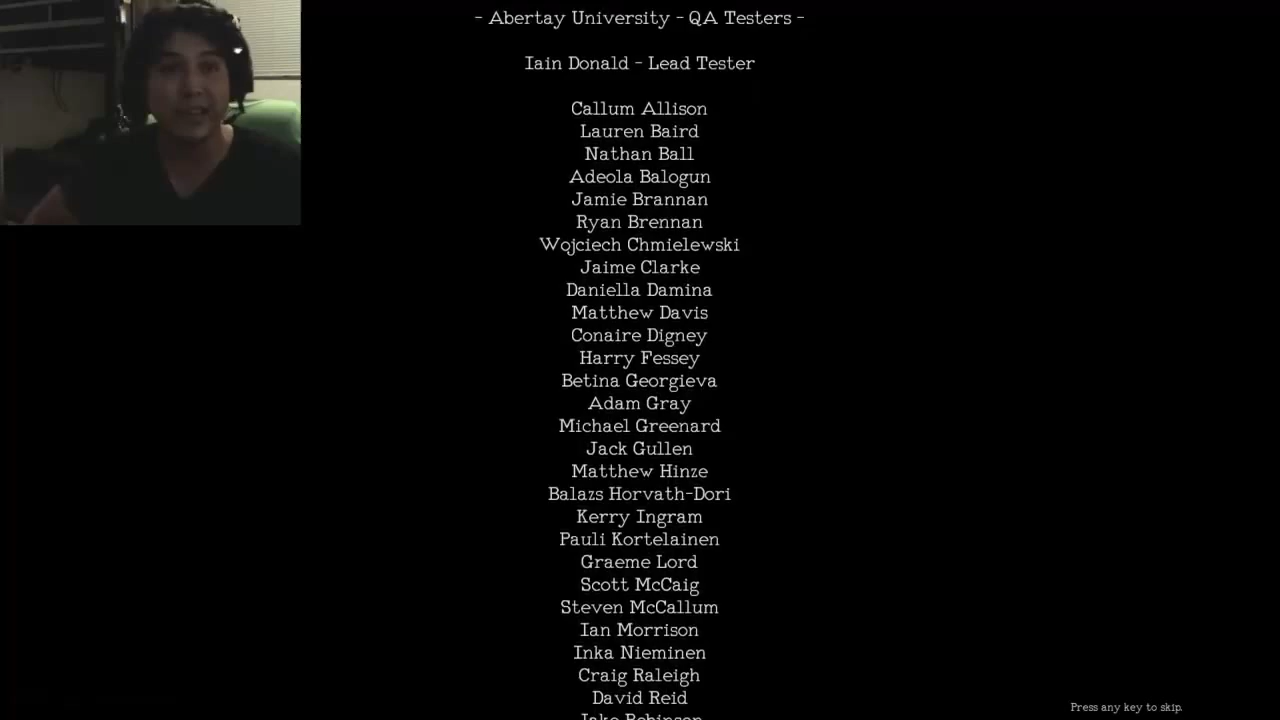 - Abertay University - QA Testers -
Iain Donald - Lead Tester
Callum Allison
Lauren Baird
Nathan Ball
Adeola Balogun
Jamie Brannan
Ryan Brennan
Wojciech Chmielewski
Jaime Clarke
Daniella Damina
Matthew Davis
Conaire Digney
Harry Fessey
Betina Georgieva
Adam Gray
Michael Greenard
Jack Gullen
Matthew Hinze
Balazs Horvath-Dori
Kerry Ingram
Pauli Kortelainen
Graeme Lord
Scott McCaig
Steven McCallum
Ian Morrison
Inka Nieminen
Craig Raleigh
David Reid
Press any key to skip.